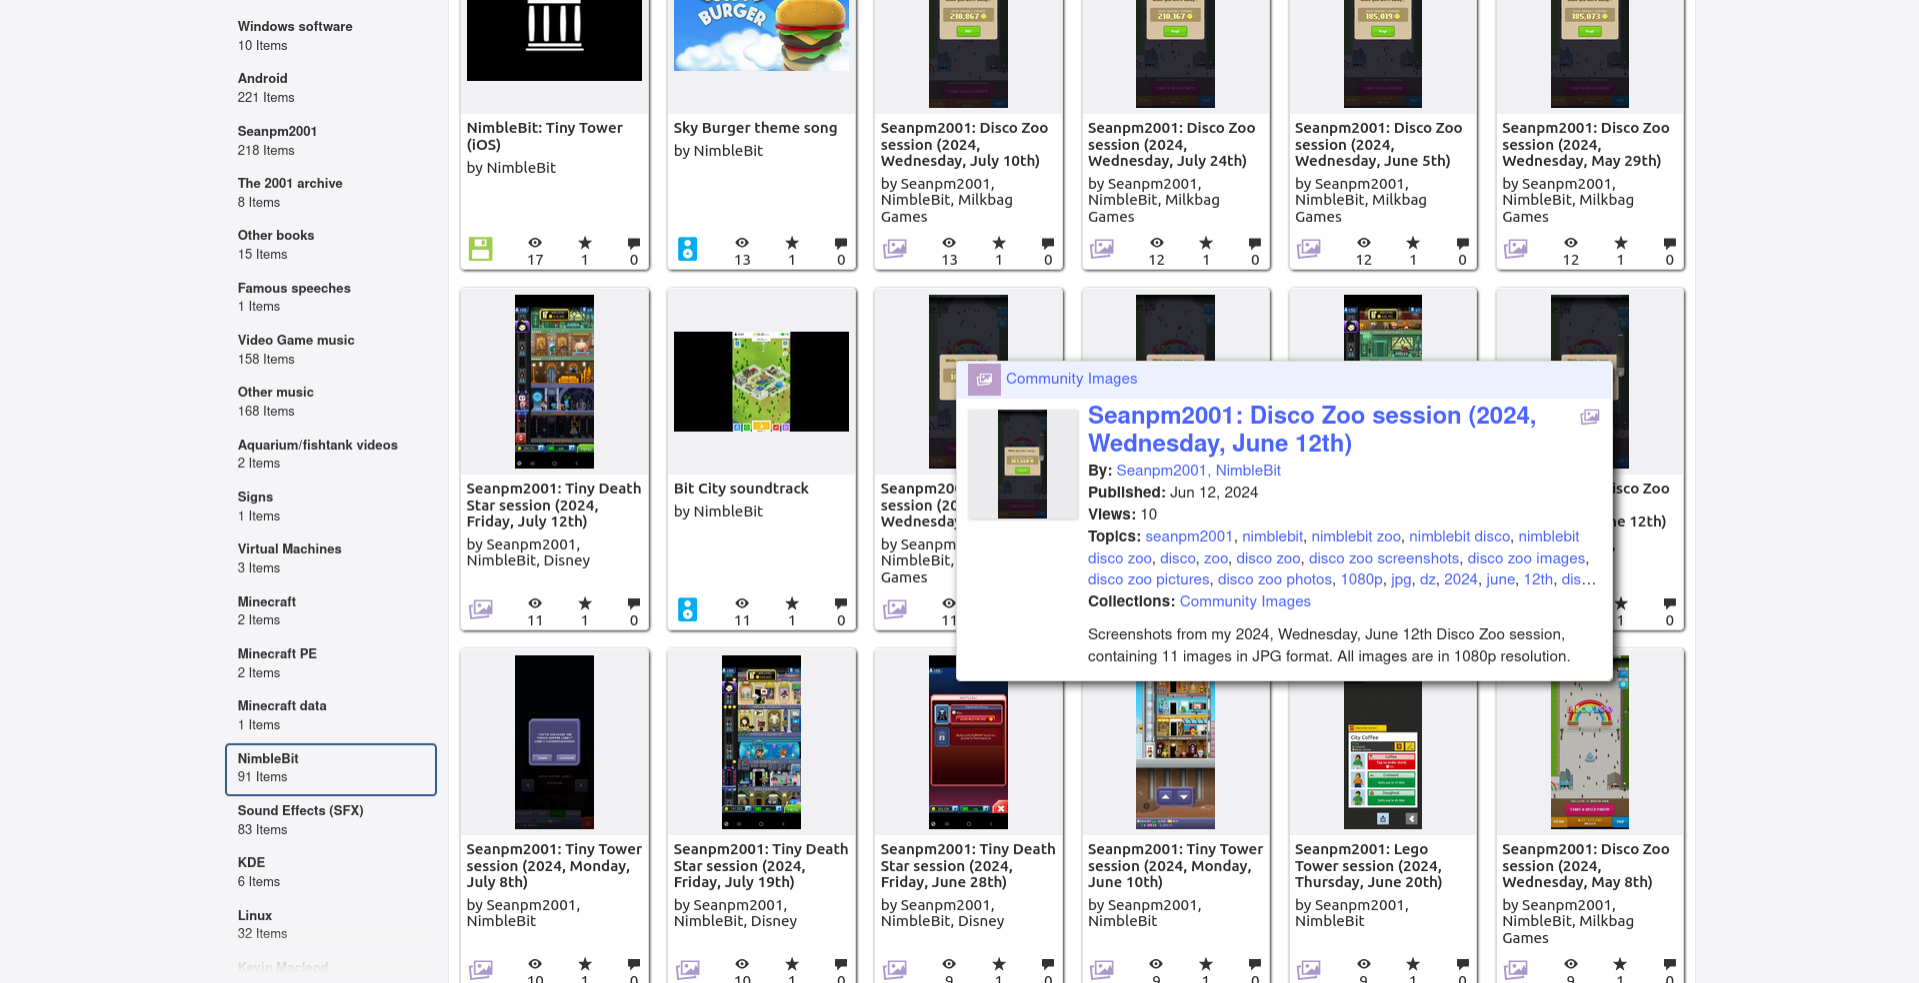 Windows software
10 Items
Android
221 Items
Seanpm2001
218 Items
The 2001 archive
8 Items
Other books
15 Items
Famous speeches
1 Items
Video Game music
158 Items
Other music
168 Items
Aquarium/fishtank videos
2 Items
Signs
1 Items
Virtual Machines
3 Items
Minecraft
2 Items
Minecraft PE
2 Items
Minecraft data
1 Items
NimbleBit
91 Items
Sound Effects (SFX)
83 Items
KDE
6 Items
Linux
32 Items
Kevin Macleod
NimbleBit: Tiny Tower
(iOS)
by NimbleBit
17
1
0
BURGER
Sky Burger theme song
by NimbleBit
13
1
0
210,867
Seanpm2001: Disco Zoo
session (2024,
Wednesday, July 10th)
by Seanpm2001,
NimbleBit, Milkbag
Games
13
1
0
210,167
Seanpm2001: Disco Zoo
session (2024,
Wednesday, July 24th)
by Seanpm2001,
NimbleBit, Milkbag
Games
12
1
0
185,019
Seanpm2001: Disco Zoo
session (2024,
Wednesday, June 5th)
by Seanpm2001,
NimbleBit, Milkbag
Games
12
1
0
185,073
Seanpm2001: Disco Zoo
session (2024,
Wednesday, May 29th)
by Seanpm2001,
NimbleBit, Milkbag
Games
12
1
0
Seanpm2001: Tiny Death
Star session (2024,
Friday, July 12th)
by Seanpm2001,
NimbleBit, Disney
11
1
0
Bit City soundtrack
by NimbleBit
11
1
0
Seanpm20
session (20
Wednesda
by Seanpm
NimbleBit,
Games
11
Community Images
Seanpm2001: Disco Zoo session (2024,
Wednesday, June 12th)
By: Seanpm2001, NimbleBit
Published: Jun 12, 2024
Views: 10
Topics: seanpm2001, nimblebit, nimblebit zoo, nimblebit disco, nimblebit
disco zoo, disco, zoo, disco zoo, disco zoo screenshots, disco zoo images,
disco zoo pictures, disco zoo photos, 1080p, jpg, dz, 2024, june, 12th, dis...
Collections: Community Images
Screenshots from my 2024, Wednesday, June 12th Disco Zoo session,
containing 11 images in JPG format. All images are in 1080p resolution.
isco Zoo
ne 12th)
1
0
Seanpm2001: Tiny Tower
session (2024, Monday,
July 8th)
by Seanpm2001,
NimbleBit
10
1
0
Seanpm2001: Tiny Death
Star session (2024,
Friday, July 19th)
by Seanpm2001,
NimbleBit, Disney
10
1
0
Seanpm2001: Tiny Death
Star session (2024,
Friday, June 28th)
by Seanpm2001,
NimbleBit, Disney
9
1
0
Seanpm2001: Tiny Tower
session (2024, Monday,
June 10th)
by Seanpm2001,
NimbleBit
9
1
0
City Coffee
Seanpm2001: Lego
Tower session (2024,
Thursday, June 20th)
by Seanpm2001,
NimbleBit
9
1
0
DISCO ZOO
Seanpm2001: Disco Zoo
session (2024,
Wednesday, May 8th)
by Seanpm2001,
NimbleBit, Milkbag
Games
9
1
0